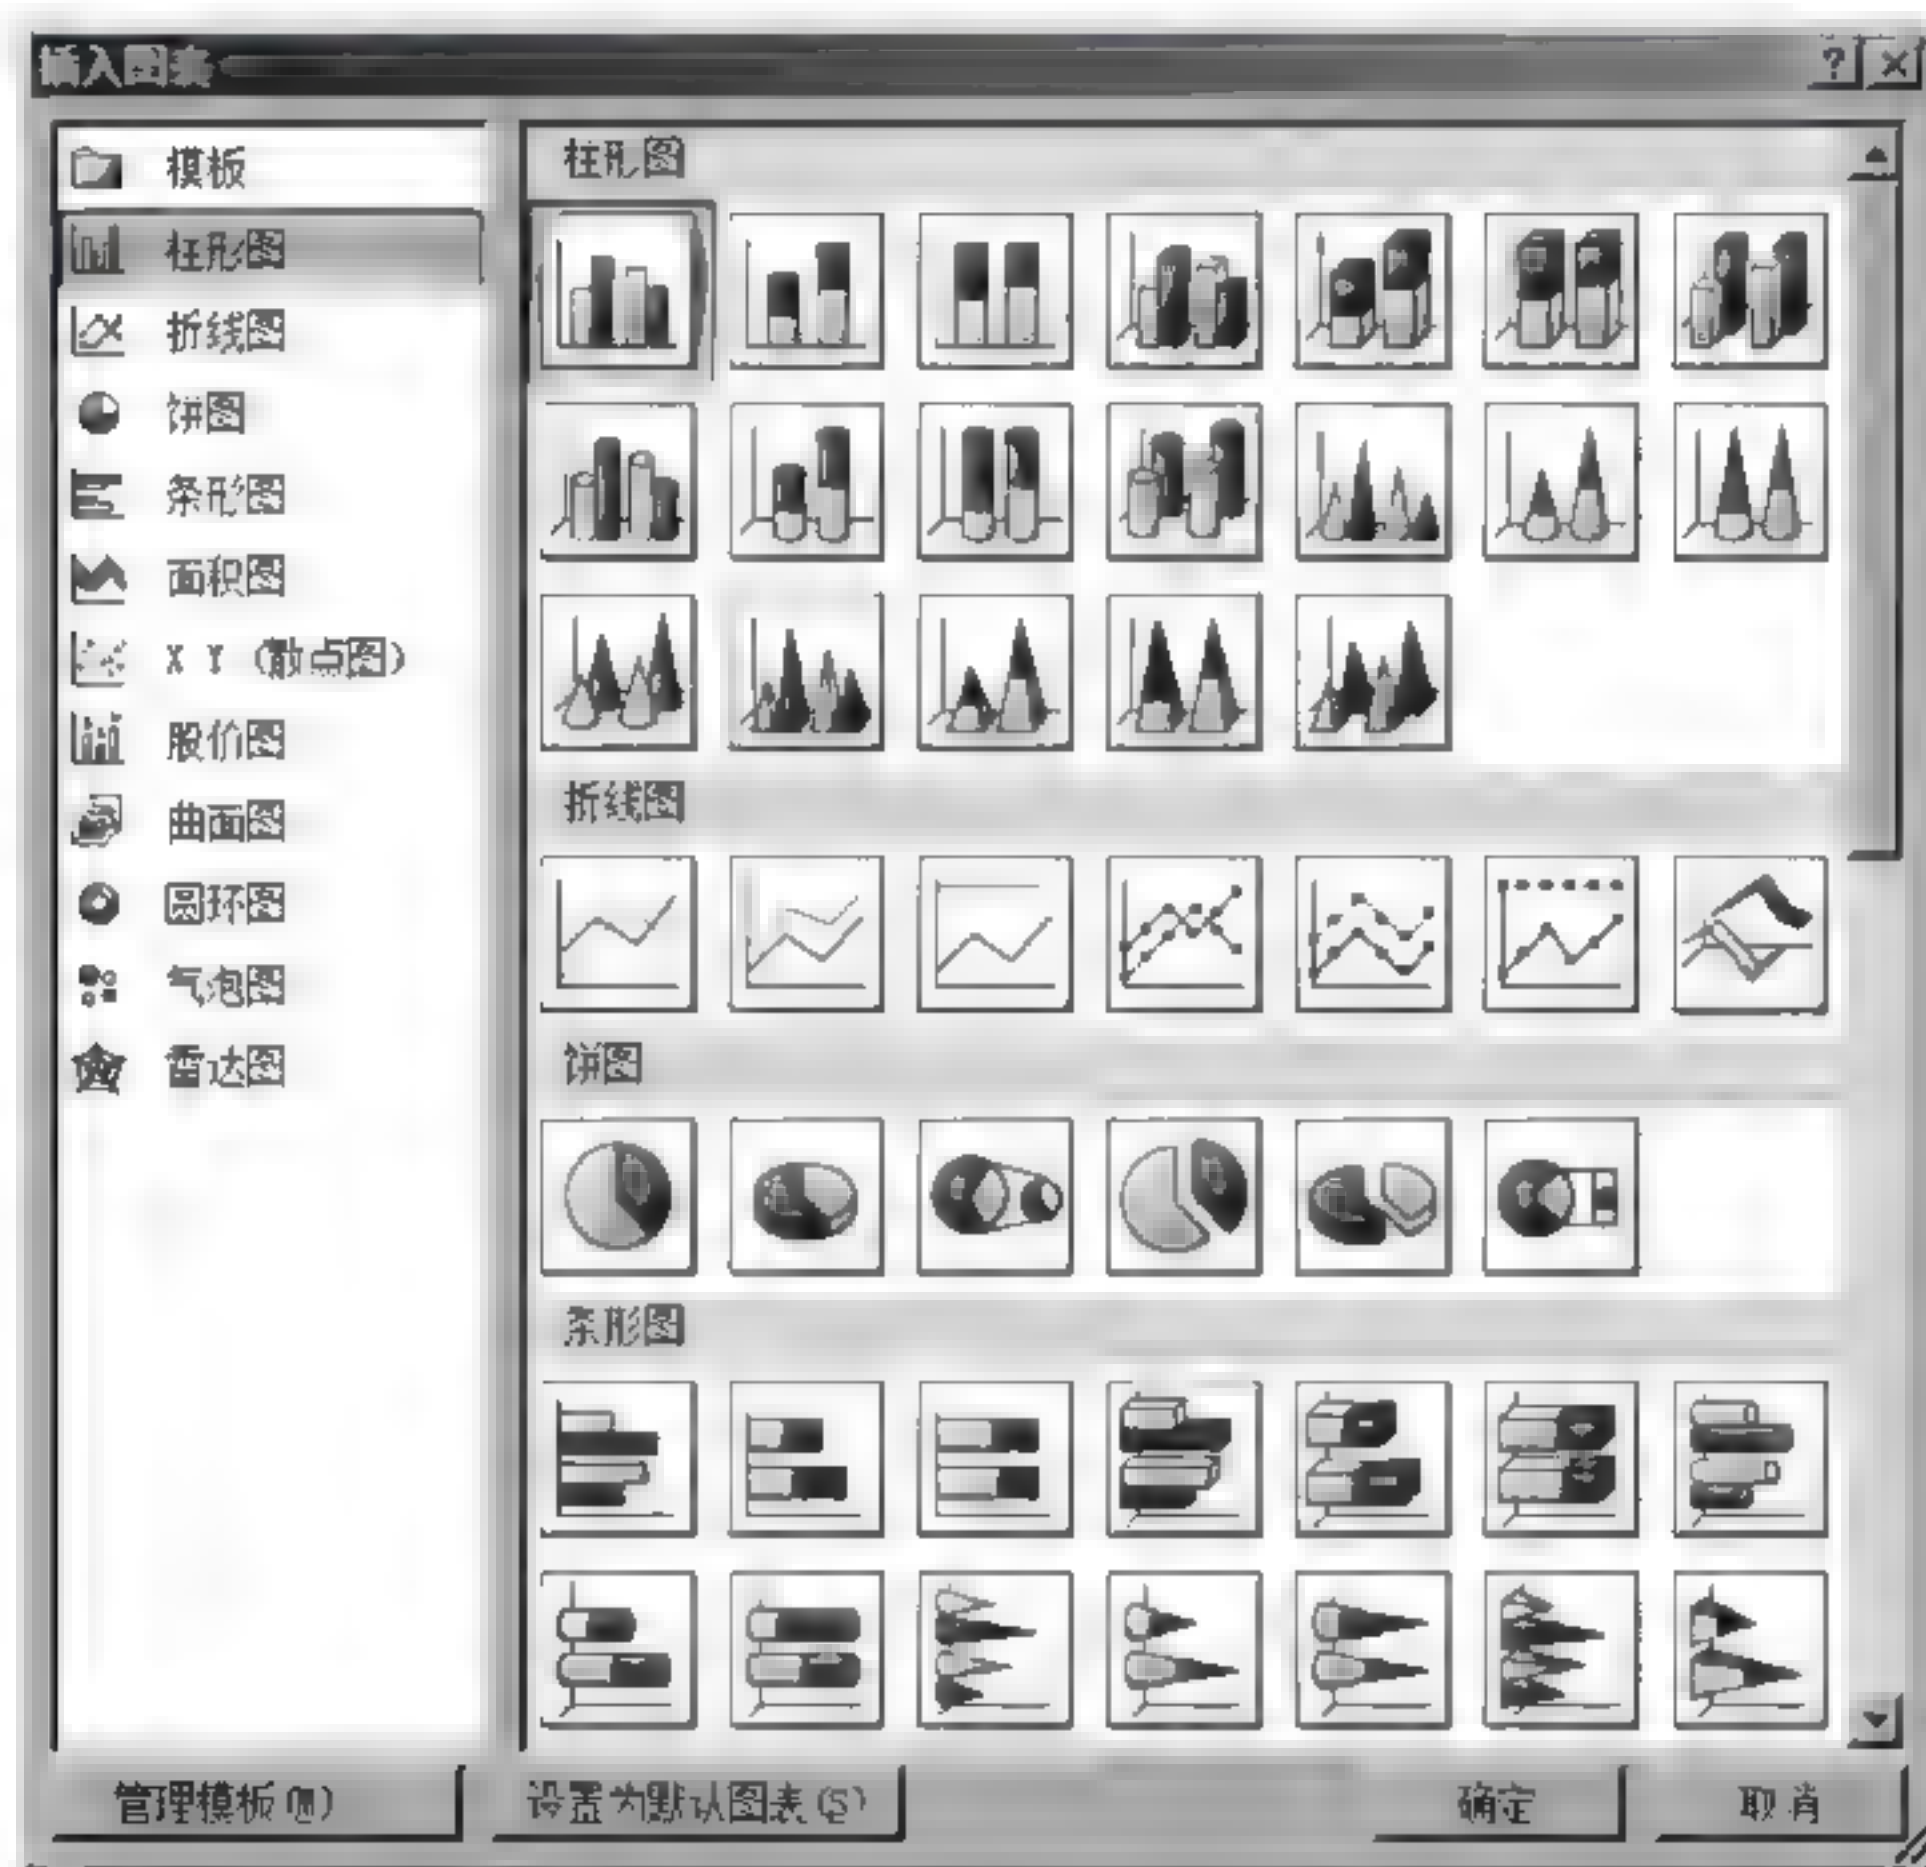 插入图表
模板
柱形图
折线图
饼图
条形图
面积图
X Y (散点图)
股价图
曲面图
圆环图
气泡图
雷达图
柱形图
折线图
饼图
条形图
管理模板(M)
设置为默认图表(S)
确定
取消